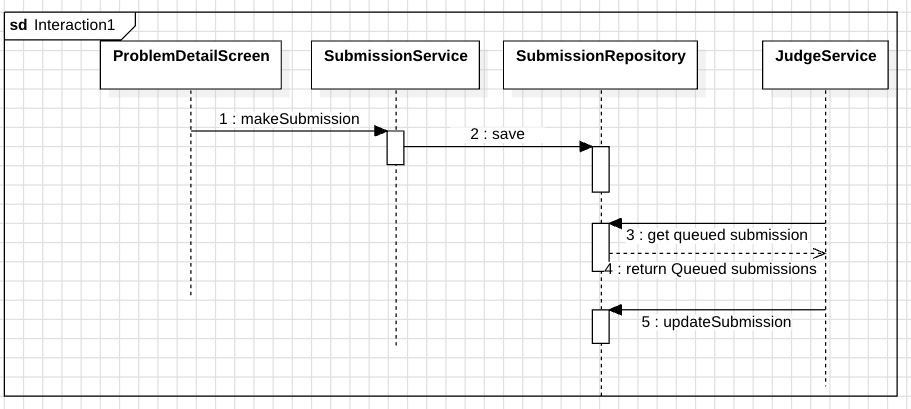 sd Interaction1
ProblemDetailScreen
SubmissionService
SubmissionRepository
JudgeService
1 : makeSubmission
2 : save
3 : get queued submission
4 : return Queued submissions
5 : updateSubmission